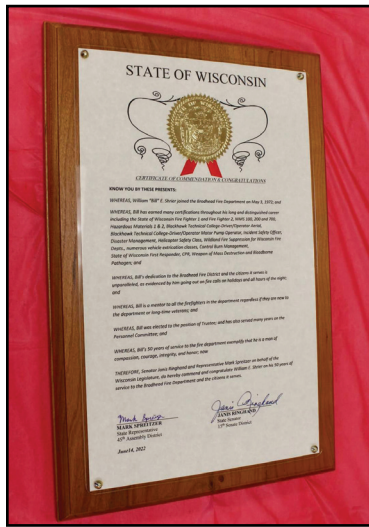 STATE OF WISCONSIN
CERTIFICATE OF COMMENDATION & CONGRATULATIONS
KNOW YOU BY THESE PRESENTS:
WHEREAS, William "Bill" E. Skrier joined the Brodhead Fire Department on May 5, 1972; and
WHEREAS, Bill has earned many certifications throughout his long and distinguished career
including the State of Wisconsin Fire Fighter 1 and Fire Fighter 2, NIMS 100, 200 and 700,
Hazardous Materials 1 & 2, Blackhawk Technical College-Driver/Operator Aerial,
Blackhawk Technical College-Driver/Operator Motor Pump Operator, Incident Safety Officer,
Disaster Management, Helicopter Safety Class, Wildland Fire Suppression for Wisconsin Fire
Depts., numerous vehicle extrication classes, Control Burn Management,
State of Wisconsin First Responder, CPR, Weapon of Mass Destruction and Bloodborne
Pathogen; and
WHEREAS, Bill's dedication to the Brodhead Fire District and the citizens it serves is
unparalleled, as evidenced by him going out on fire calls on holidays and all hours of the night;
and
WHEREAS, Bill is a mentor to all the firefighters in the department regardless if they are new to
the department or long-time veterans; and
WHEREAS, Bill was elected to the position of Trustee; and has also served many years on the
Personnel Committee; and
WHEREAS, Bill's 50 years of service to the fire department exemplify that he is a man of
compassion, courage, integrity, and honor; now
THEREFORE, Senator Janis Ringhand and Representative Mark Spreitzer on behalf of the
Wisconsin Legislature, do hereby commend and congratulate William E. Skrier on his 50 years of
service to the Brodhead Fire Department and the citizens it serves.
Mark Spreitzer
Janis Ringhand
MARK SPREITZER
JANIS RINGHAND
State Representative
State Senator
45th Assembly District
15th Senate District
June14, 2022